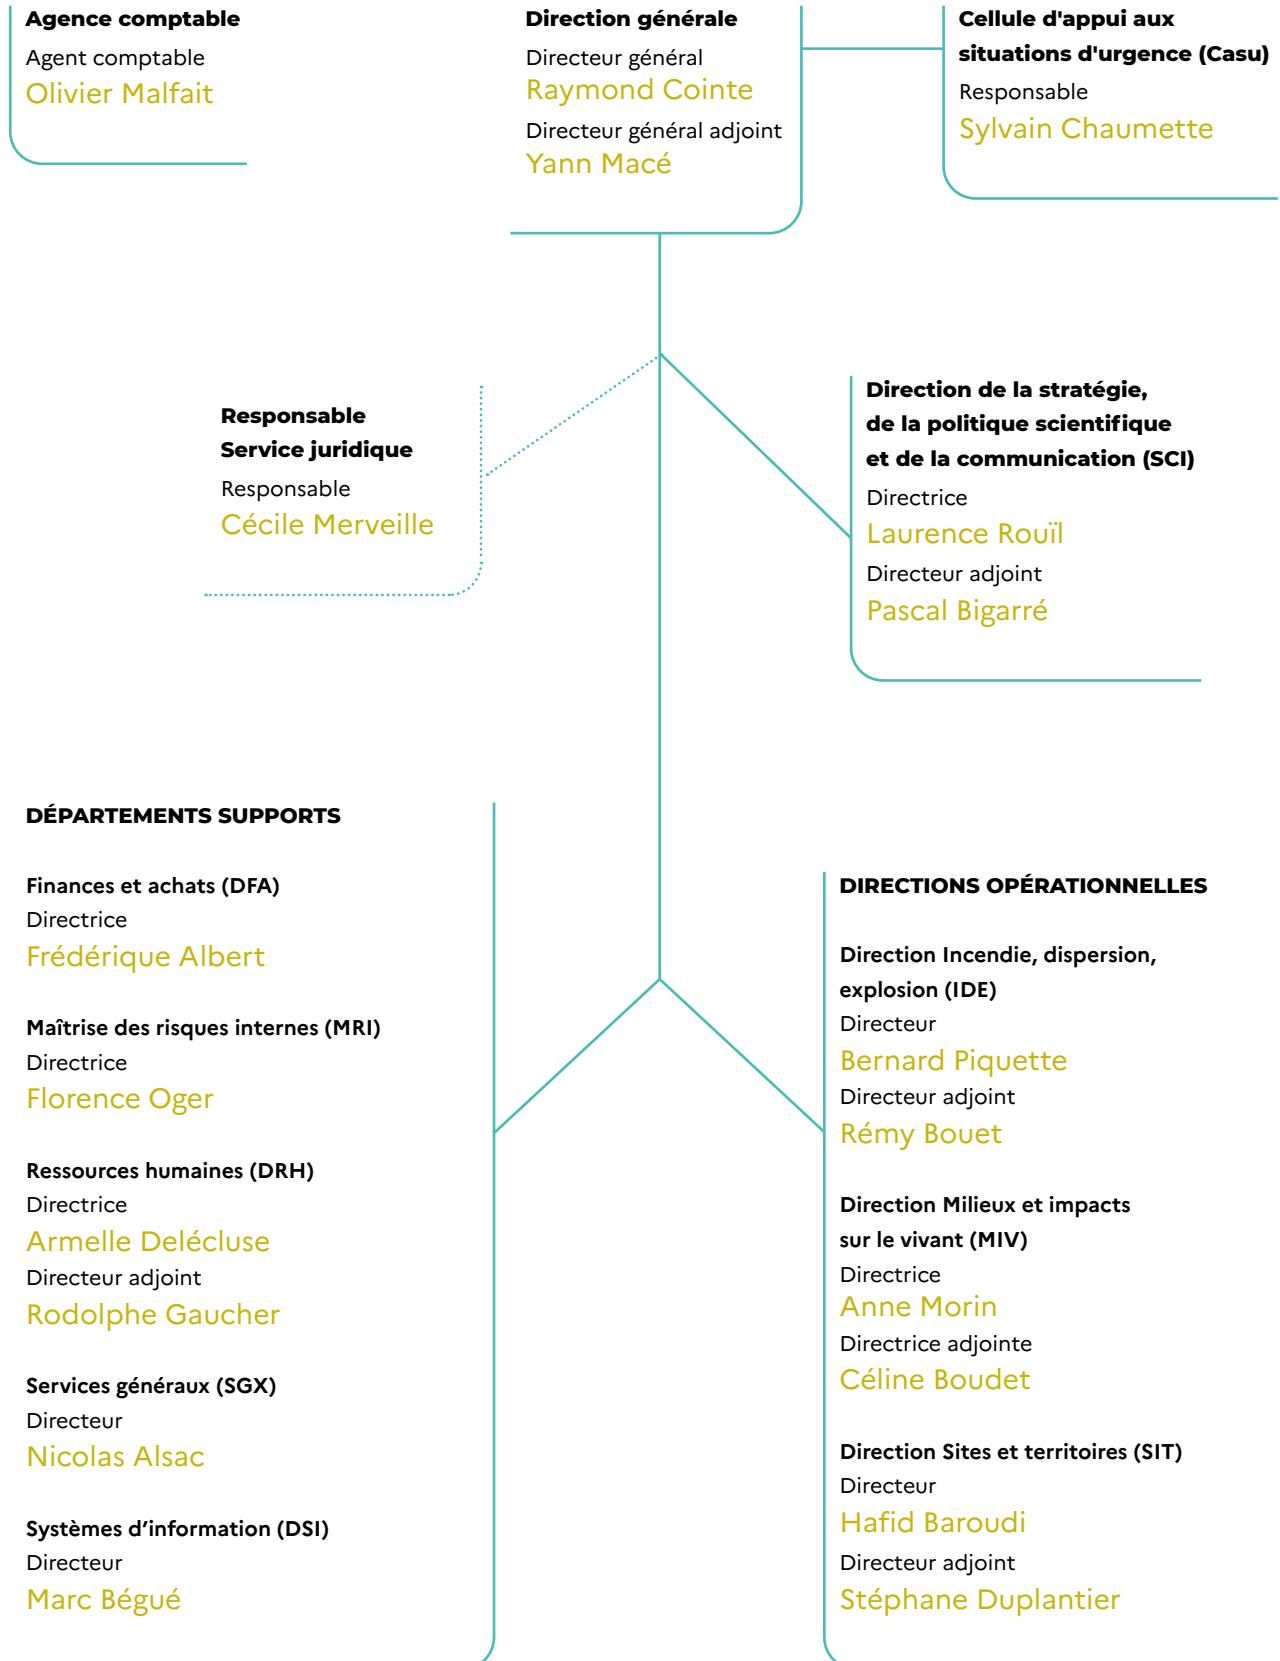 Agence comptable
Agent comptable
Olivier Malfait
Direction générale
Directeur général
Raymond Cointe
Directeur général adjoint
Yann Macé
Cellule d'appui aux
situations d'urgence (Casu)
Responsable
Sylvain Chaumette
Responsable
Service juridique
Responsable
Cécile Merveille
Direction de la stratégie,
de la politique scientifique
et de la communication (SCI)
Directrice
Laurence Rouïl
Directeur adjoint
Pascal Bigarré
DÉPARTEMENTS SUPPORTS
Finances et achats (DFA)
Directrice
Frédérique Albert
Maîtrise des risques internes (MRI)
Directrice
Florence Oger
Ressources humaines (DRH)
Directrice
Armelle Delécluse
Directeur adjoint
Rodolphe Gaucher
Services généraux (SGX)
Directeur
Nicolas Alsac
Systèmes d’information (DSI)
Directeur
Marc Bégué
DIRECTIONS OPÉRATIONNELLES
Direction Incendie, dispersion,
explosion (IDE)
Directeur
Bernard Piquette
Directeur adjoint
Rémy Bouet
Direction Milieux et impacts
sur le vivant (MIV)
Directrice
Anne Morin
Directrice adjointe
Céline Boudet
Direction Sites et territoires (SIT)
Directeur
Hafid Baroudi
Directeur adjoint
Stéphane Duplantier